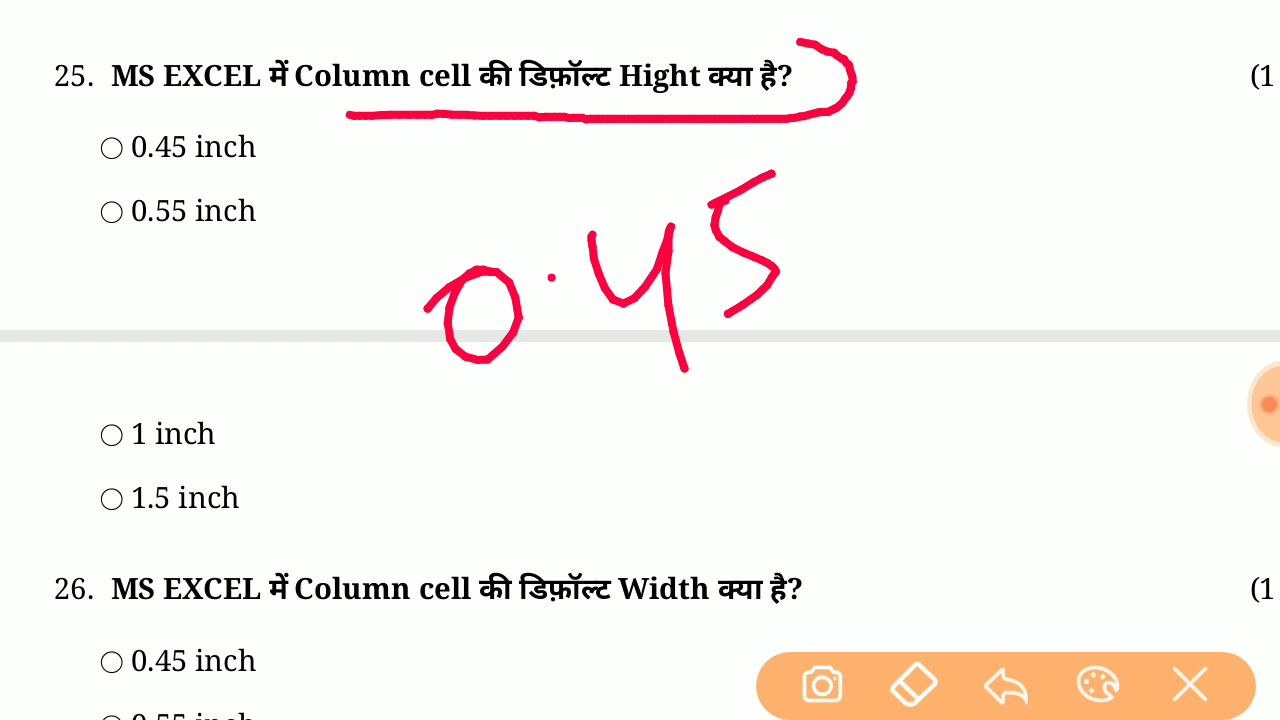 25. MS EXCEL में Column cell की डिफ़ॉल्ट Hight क्या है? (1
0.45 inch
0.55 inch
0.45
1 inch
1.5 inch
26. MS EXCEL में Column cell की डिफ़ॉल्ट Width क्या है? (1
0.45 inch